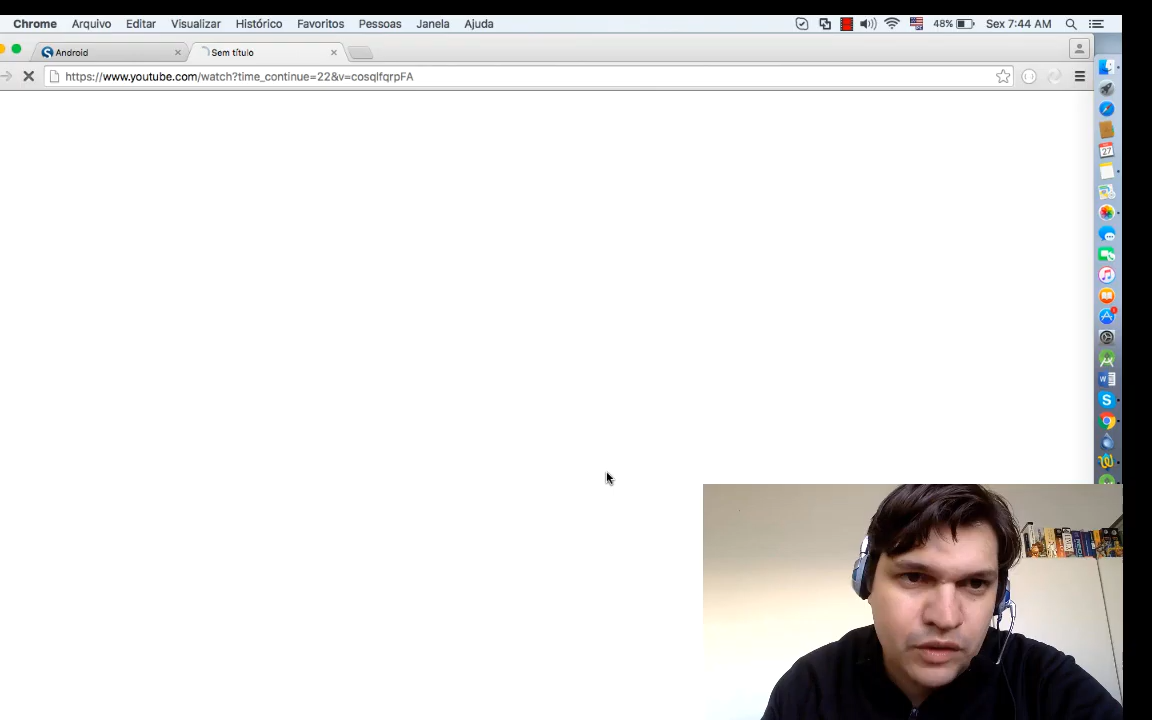 Chrome Arquivo Editar Visualizar Histórico Favoritos Pessoas Janela Ajuda 48% Sex 7:44 AM
Android Sem título
https://www.youtube.com/watch?time_continue=22&v=cosqlfqrpFA
27